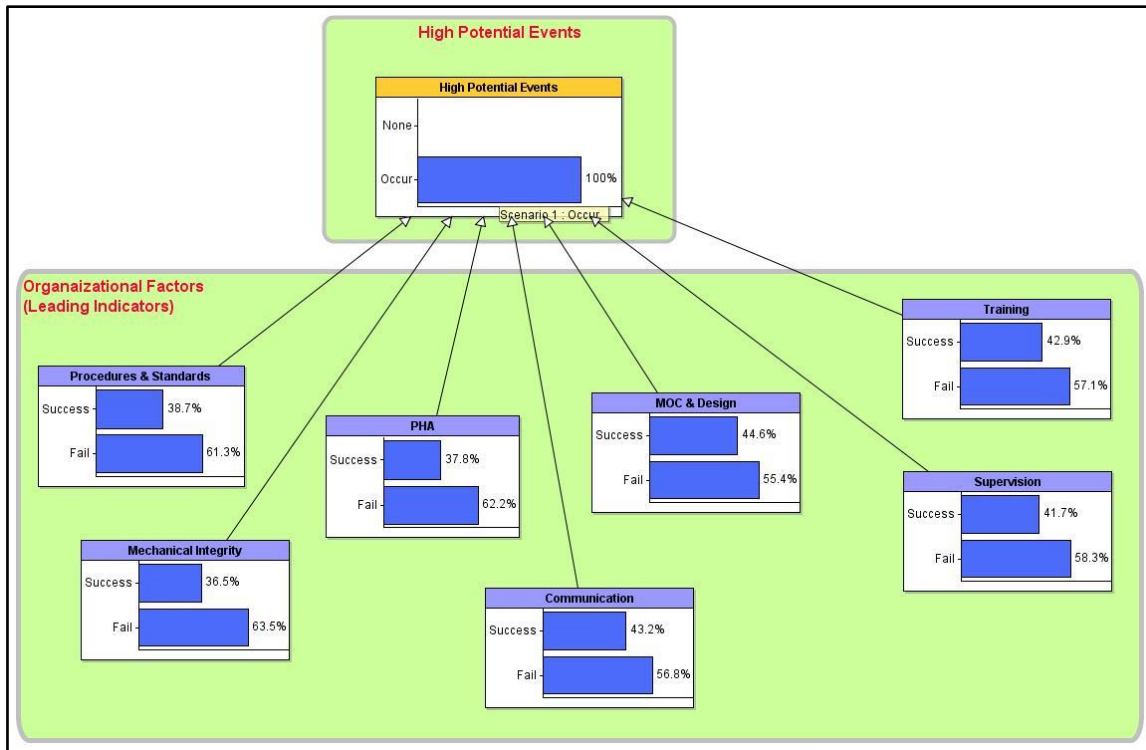 High Potential Events
High Potential Events
None
Occur
100%
Scenario 1 : Occur
Organaizational Factors
(Leading Indicators)
Training
Success
42.9%
Fail
57.1%
Procedures & Standards
Success
38.7%
Fail
61.3%
MOC & Design
Success
44.6%
Fail
55.4%
PHA
Success
37.8%
Fail
62.2%
Supervision
Success
41.7%
Fail
58.3%
Mechanical Integrity
Success
36.5%
Fail
63.5%
Communication
Success
43.2%
Fail
56.8%